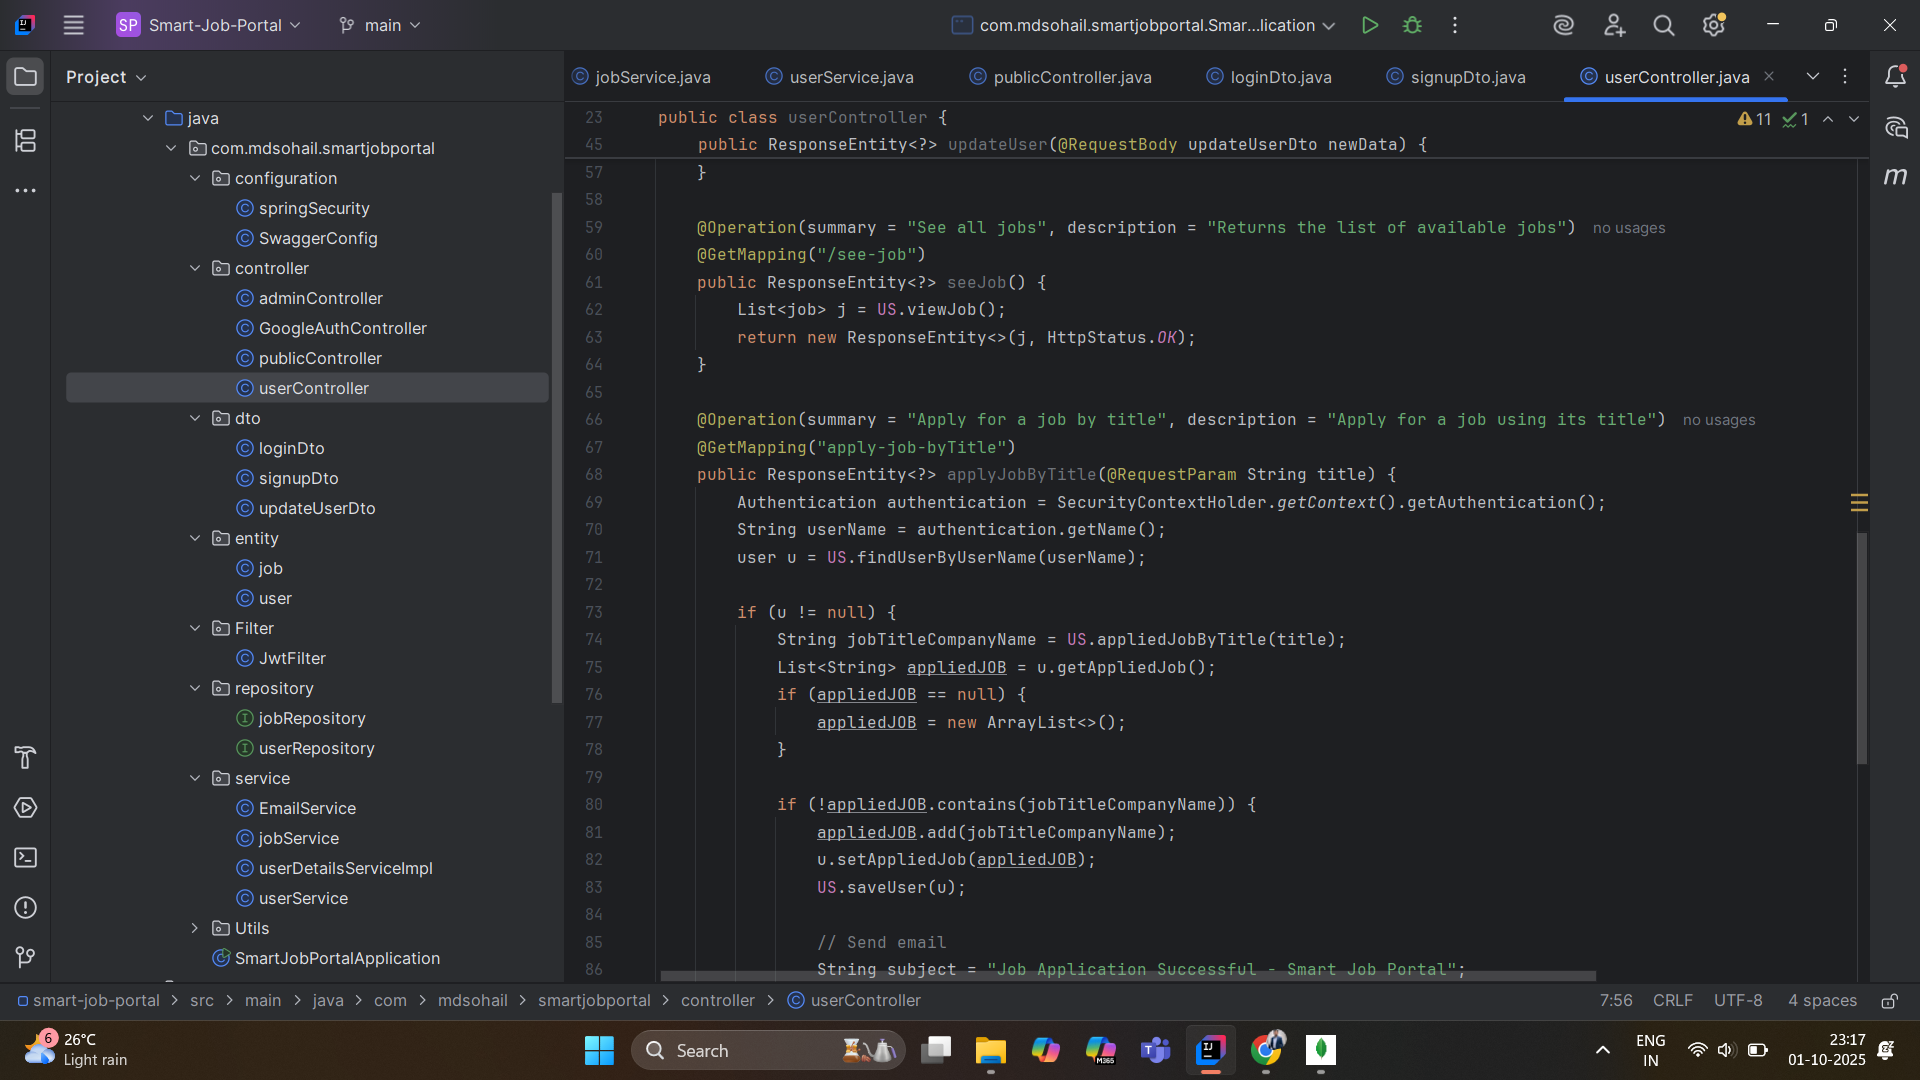 SP Smart-Job-Portal main com.mdsohail.smartjobportal.Smar...lication
Project
java
com.mdsohail.smartjobportal
configuration
springSecurity
SwaggerConfig
controller
adminController
GoogleAuthController
publicController
userController
dto
loginDto
signupDto
updateUserDto
entity
job
user
Filter
JwtFilter
repository
jobRepository
userRepository
service
EmailService
jobService
userDetailsServiceImpl
userService
Utils
SmartJobPortalApplication
jobService.java userService.java publicController.java loginDto.java signupDto.java userController.java
23 public class userController {
11 1
45 public ResponseEntity<?> updateUser(@RequestBody updateUserDto newData) {
57 }
58
59 @Operation(summary = "See all jobs", description = "Returns the list of available jobs") no usages
60 @GetMapping("/see-job")
61 public ResponseEntity<?> seeJob() {
62 List<job> j = US.viewJob();
63 return new ResponseEntity<>(j, HttpStatus.OK);
64 }
65
66 @Operation(summary = "Apply for a job by title", description = "Apply for a job using its title") no usages
67 @GetMapping("apply-job-byTitle")
68 public ResponseEntity<?> applyJobByTitle(@RequestParam String title) {
69 Authentication authentication = SecurityContextHolder.getContext().getAuthentication();
70 String userName = authentication.getName();
71 user u = US.findUserByUserName(userName);
72
73 if (u != null) {
74 String jobTitleCompanyName = US.appliedJobByTitle(title);
75 List<String> appliedJOB = u.getAppliedJob();
76 if (appliedJOB == null) {
77 appliedJOB = new ArrayList<>();
78 }
79
80 if (!appliedJOB.contains(jobTitleCompanyName)) {
81 appliedJOB.add(jobTitleCompanyName);
82 u.setAppliedJob(appliedJOB);
83 US.saveUser(u);
84
85 // Send email
86 String subject = "Job Application Successful - Smart Job Portal";
m
smart-job-portal > src > main > java > com > mdsohail > smartjobportal > controller > userController
7:56 CRLF UTF-8 4 spaces
6
26°C
Light rain
Search
M365
ENG
IN
23:17
01-10-2025